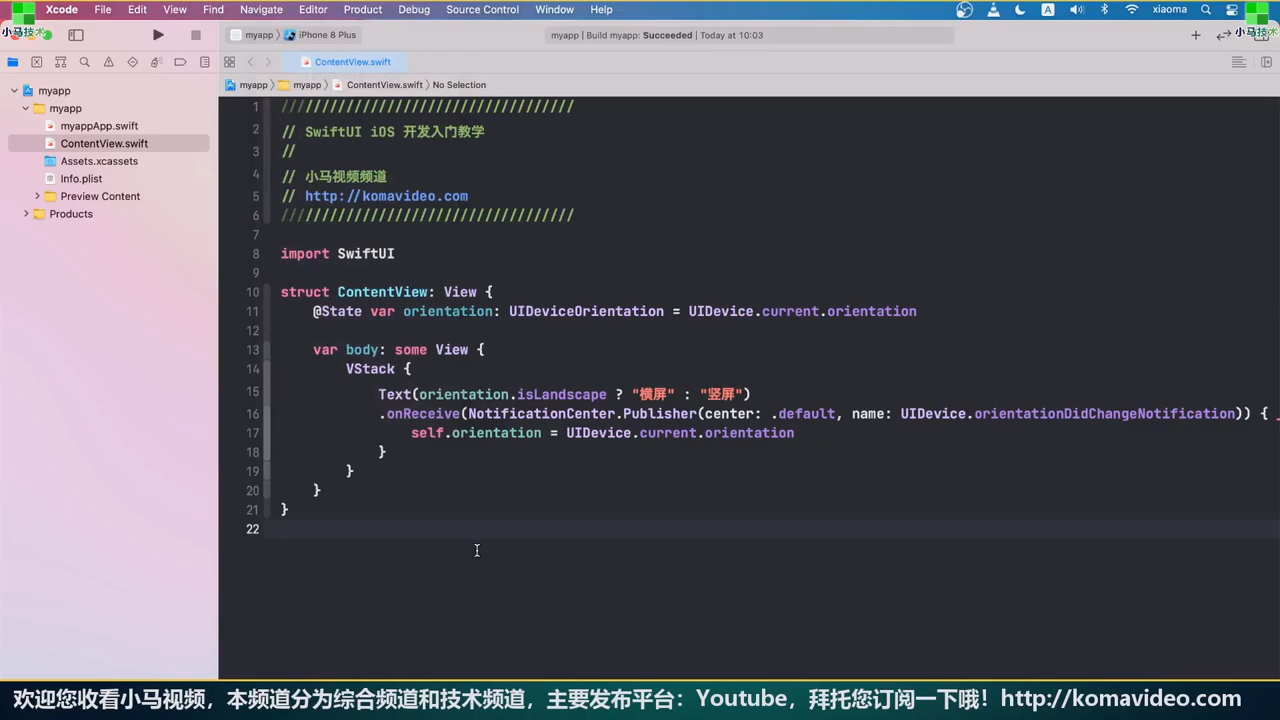 Xcode File Edit View Find Navigate Editor Product Debug Source Control Window Help A xiaoma
小马技术
小马技术
myapp iPhone 8 Plus
myapp | Build myapp: Succeeded | Today at 10:03
ContentView.swift
myapp myapp ContentView.swift No Selection
myapp
myapp
myappApp.swift
ContentView.swift
Assets.xcassets
Info.plist
Preview Content
Products
1 ////////////////////////////////////
2 // SwiftUI iOS 开发入门教学
3 //
4 // 小马视频频道
5 // http://komavideo.com
6 ////////////////////////////////////
7
8 import SwiftUI
9
10 struct ContentView: View {
11 @State var orientation: UIDeviceOrientation = UIDevice.current.orientation
12
13 var body: some View {
14 VStack {
15 Text(orientation.isLandscape ? "横屏" : "竖屏")
16 .onReceive(NotificationCenter.Publisher(center: .default, name: UIDevice.orientationDidChangeNotification)) { _
17 self.orientation = UIDevice.current.orientation
18 }
19 }
20 }
21 }
22
欢迎您收看小马视频，本频道分为综合频道和技术频道，主要发布平台：Youtube，拜托您订阅一下哦！http://komavideo.com